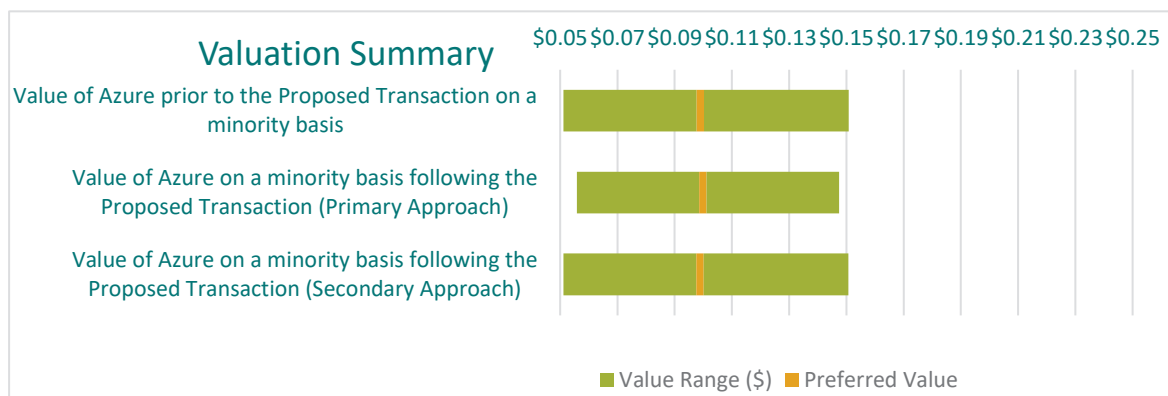 Valuation Summary
$0.05 $0.07 $0.09 $0.11 $0.13 $0.15 $0.17 $0.19 $0.21 $0.23 $0.25
Value of Azure prior to the Proposed Transaction on a
minority basis
Value of Azure on a minority basis following the
Proposed Transaction (Primary Approach)
Value of Azure on a minority basis following the
Proposed Transaction (Secondary Approach)
Value Range ($) Preferred Value